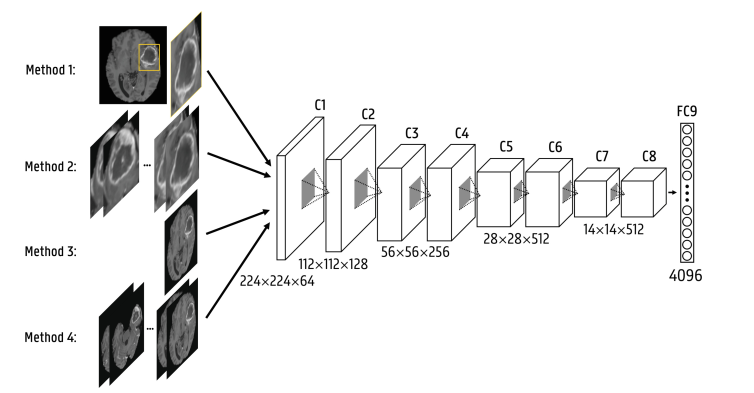 Method 1:
Method 2:
...
Method 3:
Method 4:
...
C1
C2
C3
C4
C5
C6
C7
C8
FC9
224×224×64
112×112×128
56×56×256
28×28×512
14×14×512
4096